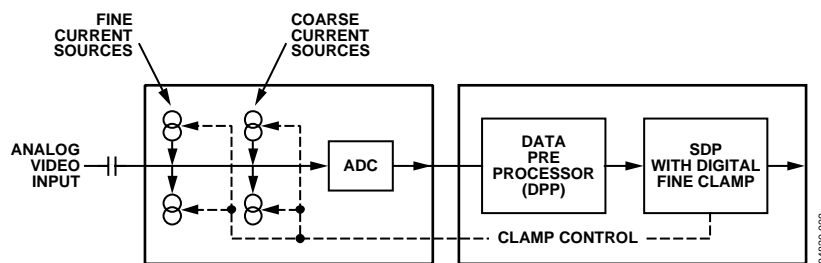 FINE
CURRENT
SOURCES
COARSE
CURRENT
SOURCES
ANALOG
VIDEO
INPUT
ADC
DATA
PRE
PROCESSOR
(DPP)
SDP
WITH DIGITAL
FINE CLAMP
CLAMP CONTROL